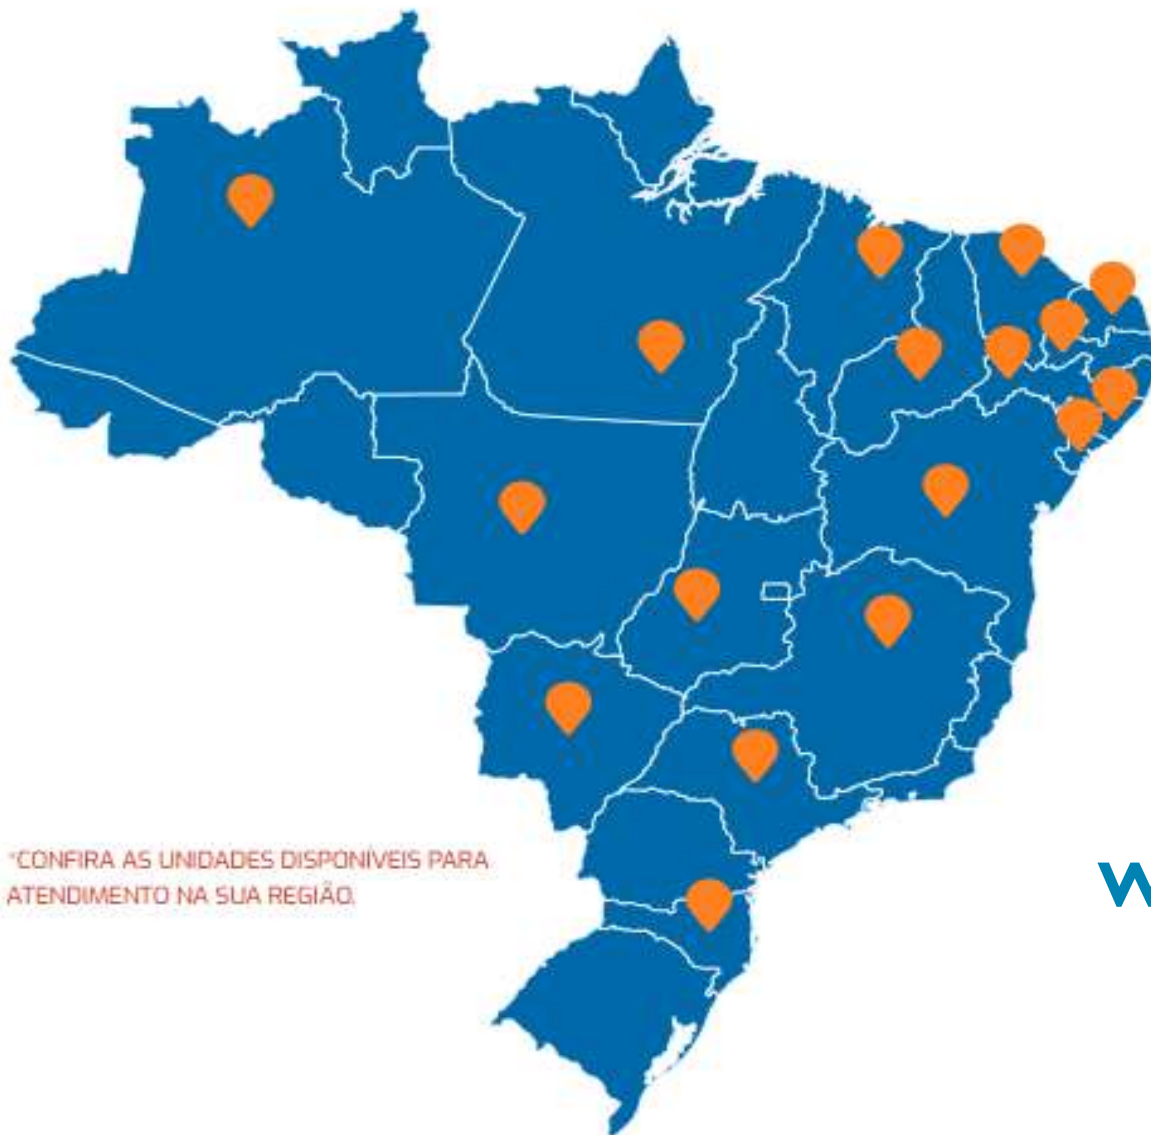 *CONFIRA AS UNIDADES DISPONÍVEIS PARA
ATENDIMENTO NA SUA REGIÃO.
W